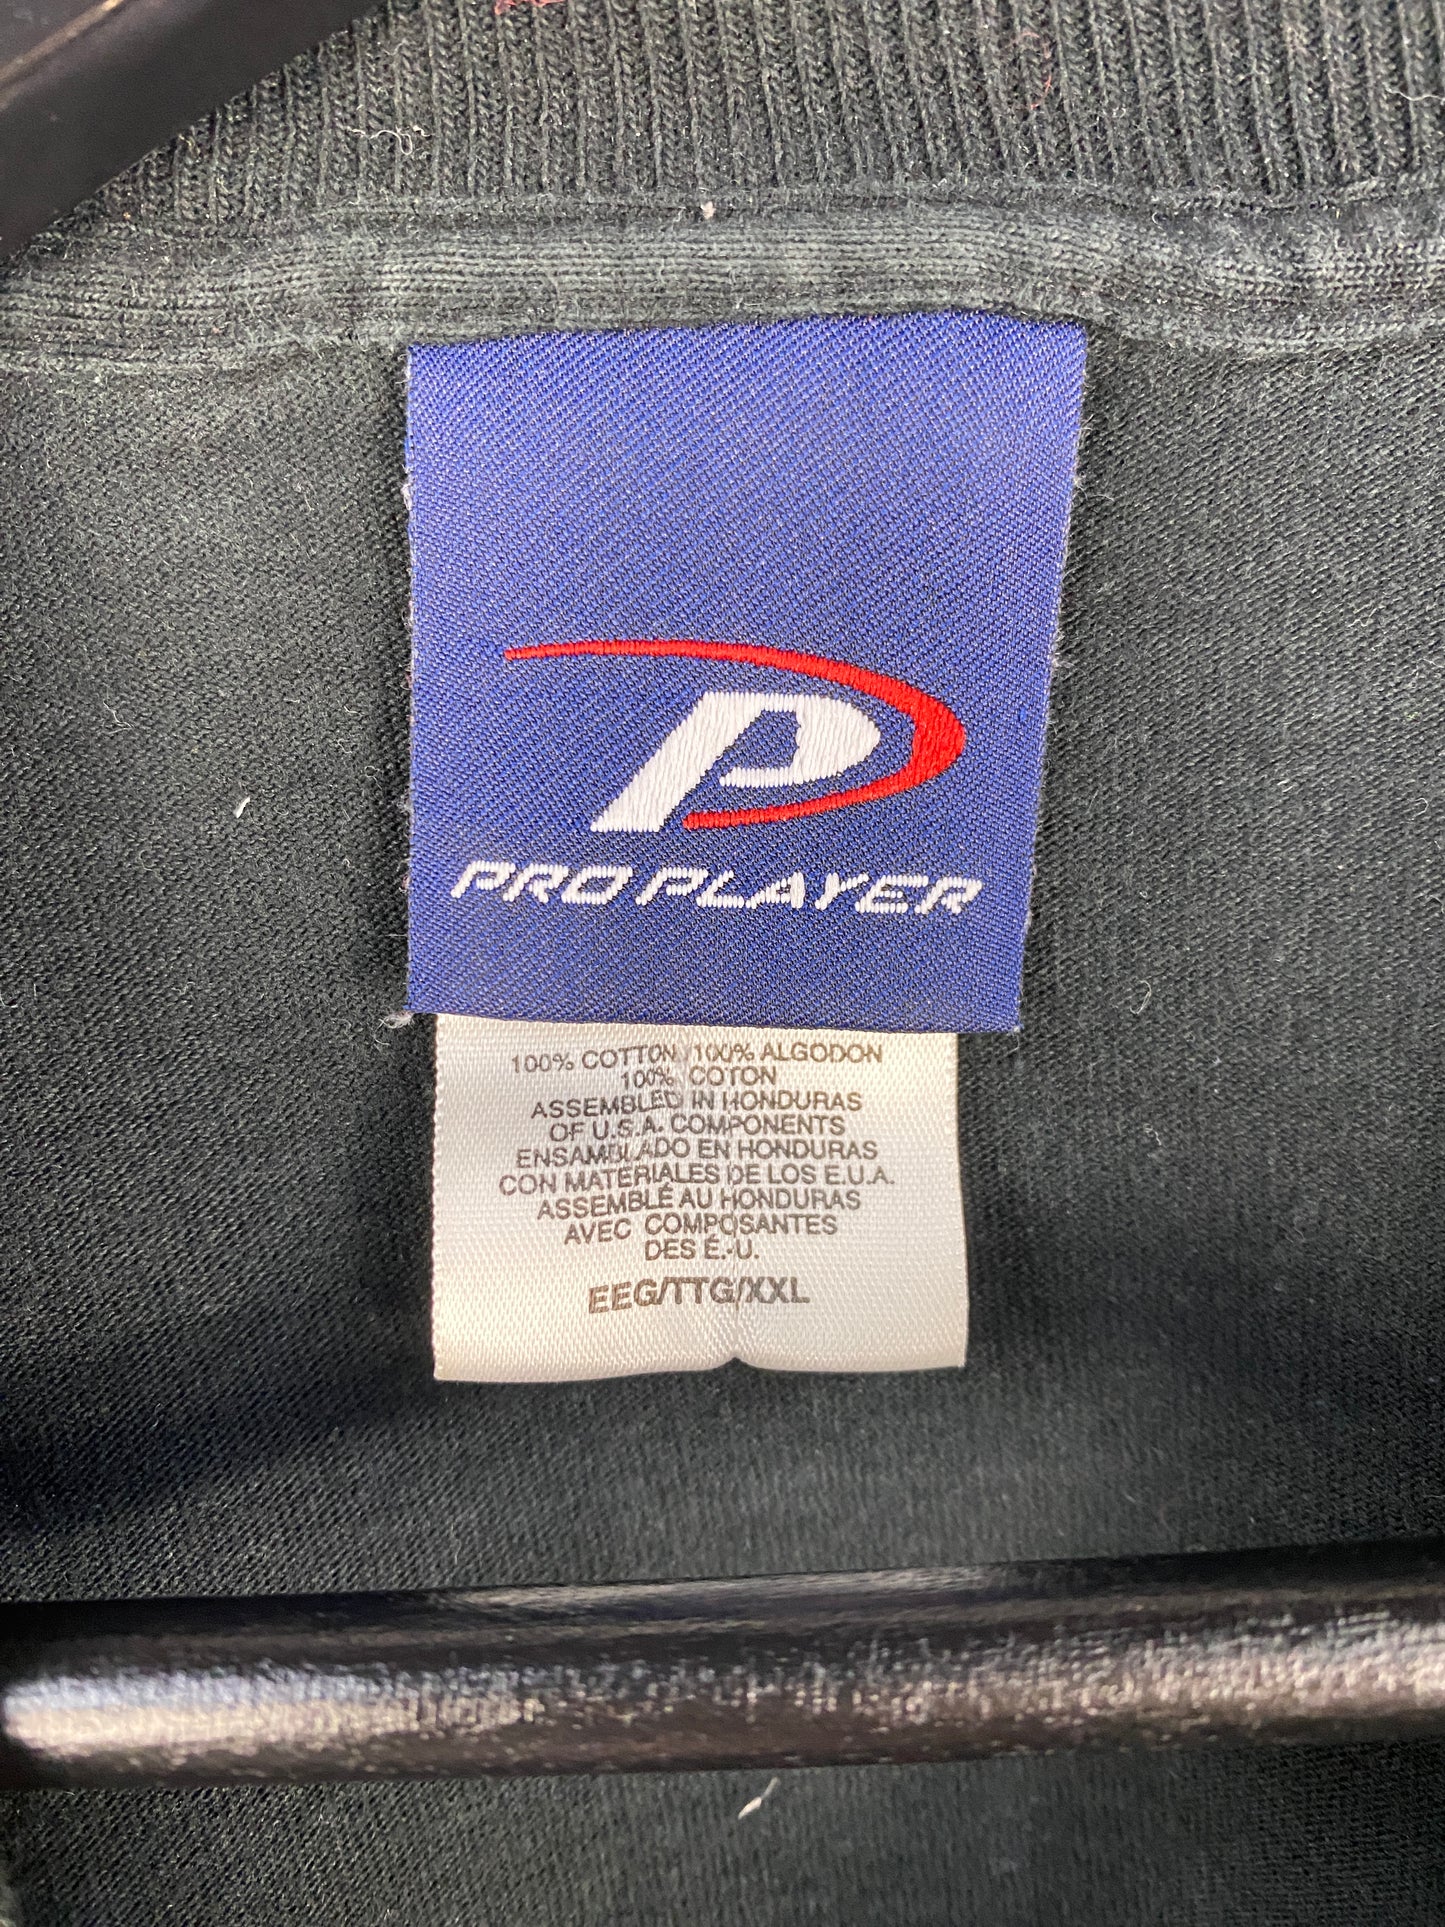 P
PRO PLAYER
100% COTTON/100% ALGODON
100% COTON
ASSEMBLED IN HONDURAS
OF U.S.A. COMPONENTS
ENSAMBLADO EN HONDURAS
CON MATERIALES DE LOS E.U.A.
ASSEMBLÉ AU HONDURAS
AVEC COMPOSANTES
DES É.-U.
EEG/TTG/XXL